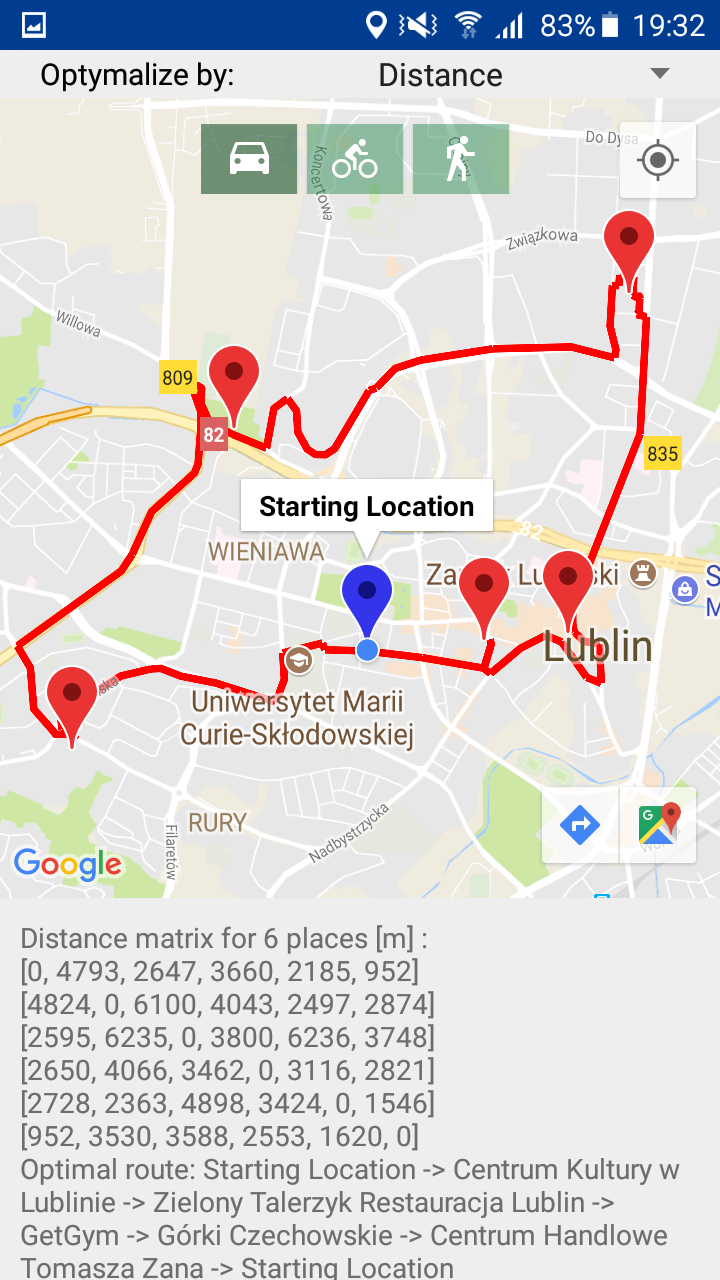 83% 19:32
Optymalize by: Distance
Do Dysa
Koncertowa
Związkowa
Willowa
809
82
835
Starting Location
82
WIENIAWA
Lublin
Uniwersytet Marii
Curie-Skłodowskiej
RURY
Nadbystrzycka
Filaretów
Google
Distance matrix for 6 places [m] :
[0, 4793, 2647, 3660, 2185, 952]
[4824, 0, 6100, 4043, 2497, 2874]
[2595, 6235, 0, 3800, 6236, 3748]
[2650, 4066, 3462, 0, 3116, 2821]
[2728, 2363, 4898, 3424, 0, 1546]
[952, 3530, 3588, 2553, 1620, 0]
Optimal route: Starting Location -> Centrum Kultury w
Lublinie -> Zielony Talerzyk Restauracja Lublin ->
GetGym -> Górki Czechowskie -> Centrum Handlowe
Tomasza Zana -> Starting Location